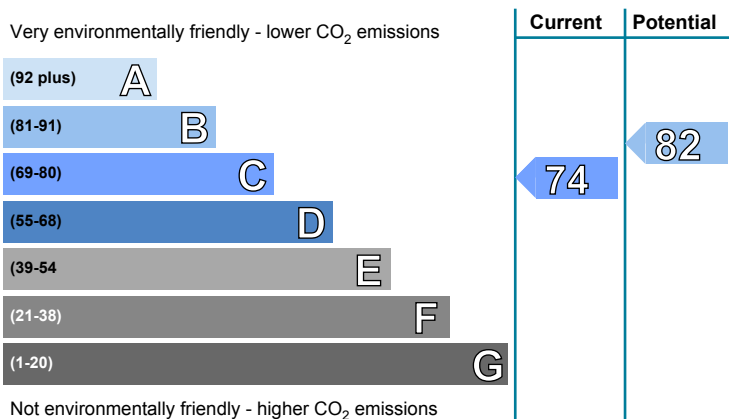 Current Potential
Very environmentally friendly - lower CO2 emissions
(92 plus) A
(81-91) B
82
(69-80) C
74
(55-68) D
(39-54 E
(21-38) F
(1-20) G
Not environmentally friendly - higher CO2 emissions